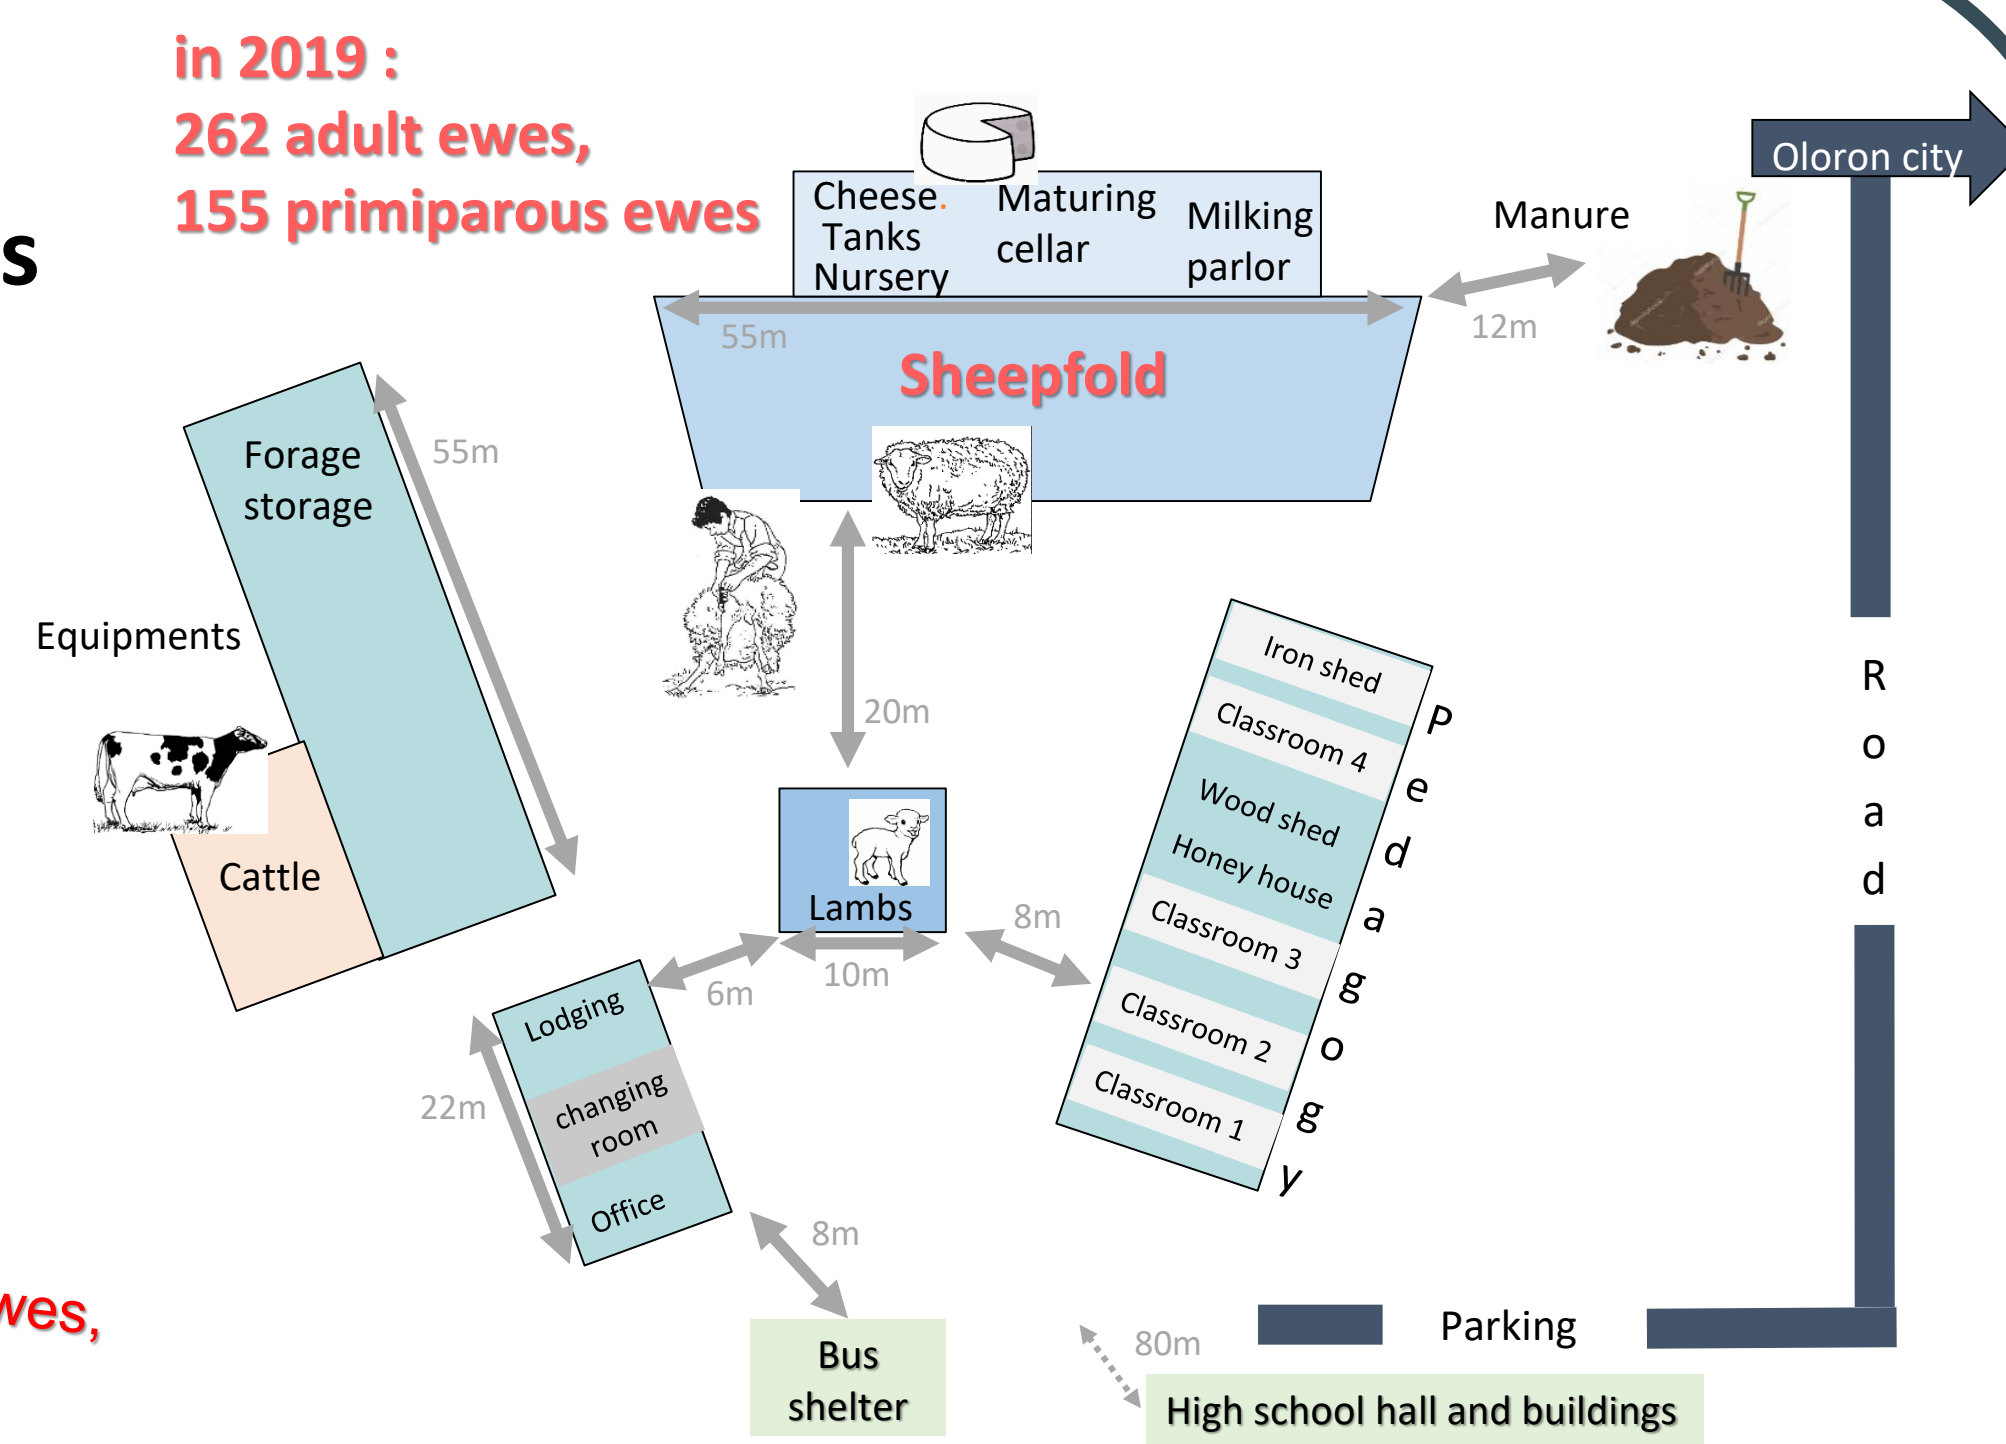 in 2019 :
262 adult ewes,
155 primiparous ewes
s
Cheese.
Tanks
Nursery
Maturing
cellar
Milking
parlor
Manure
Oloron city
55m
12m
Sheepfold
Forage
storage
55m
Equipments
20m
Cattle
Lambs
10m
6m
8m
Iron shed
Classroom 4
Wood shed
Honey house
Classroom 3
Classroom 2
Classroom 1
Pedagogy
Road
Lodging
changing
room
Office
22m
8m
Bus
shelter
80m
Parking
High school hall and buildings
wes,